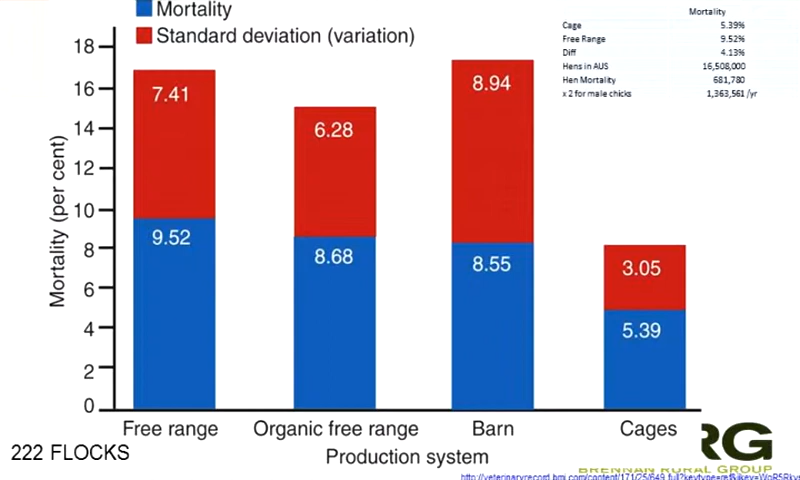 Mortality
Standard deviation (variation)
Mortality
Cage 5.39%
Free Range 9.52%
Diff 4.13%
Hens in AUS 16,508,000
Hen Mortality 681,780
x 2 for male chicks 1,363,561 /yr
Mortality (per cent)
18
16
14
12
10
8
6
4
2
0
7.41
9.52
6.28
8.68
8.94
8.55
3.05
5.39
Free range Organic free range Barn Cages
Production system
222 FLOCKS
RG
BRENNAN RURAL GROUP